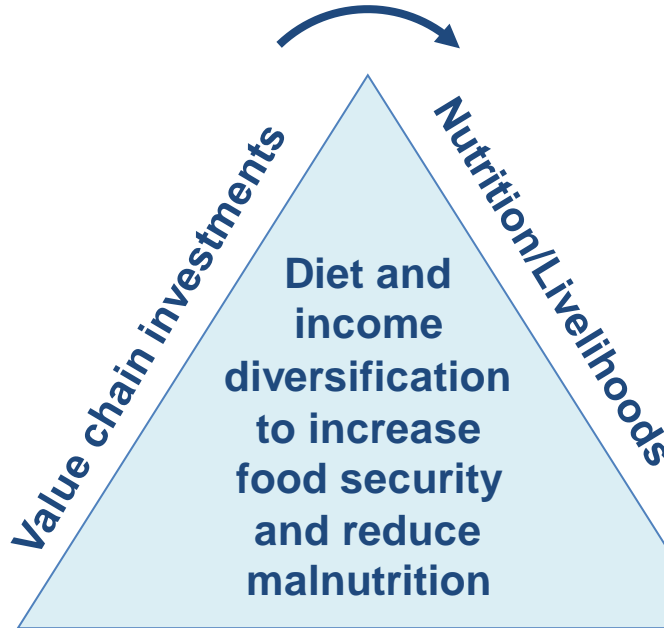 Value chain investments
Nutrition/Livelihoods
Diet and
income
diversification
to increase
food security
and reduce
malnutrition